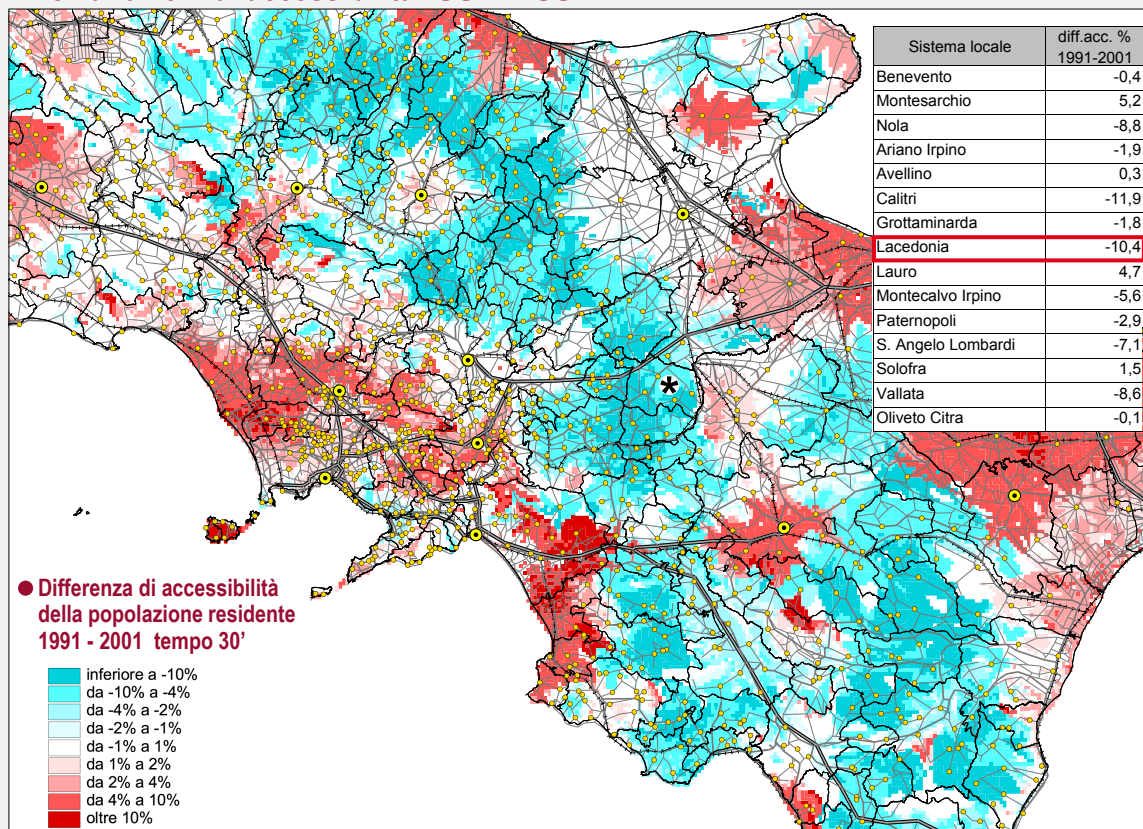 Sistema locale
diff.acc. %
1991-2001
Benevento -0,4
Montesarchio 5,2
Nola -8,8
Ariano Irpino -1,9
Avellino 0,3
Calitri -11,9
Grottaminarda -1,8
Lacedonia -10,4
Lauro 4,7
Montecalvo Irpino -5,6
Paternopoli -2,9
S. Angelo Lombardi -7,1
Solofra 1,5
Vallata -8,6
Oliveto Citra -0,1
*
● Differenza di accessibilità
della popolazione residente
1991 - 2001 tempo 30’
inferiore a -10%
da -10% a -4%
da -4% a -2%
da -2% a -1%
da -1% a 1%
da 1% a 2%
da 2% a 4%
da 4% a 10%
oltre 10%